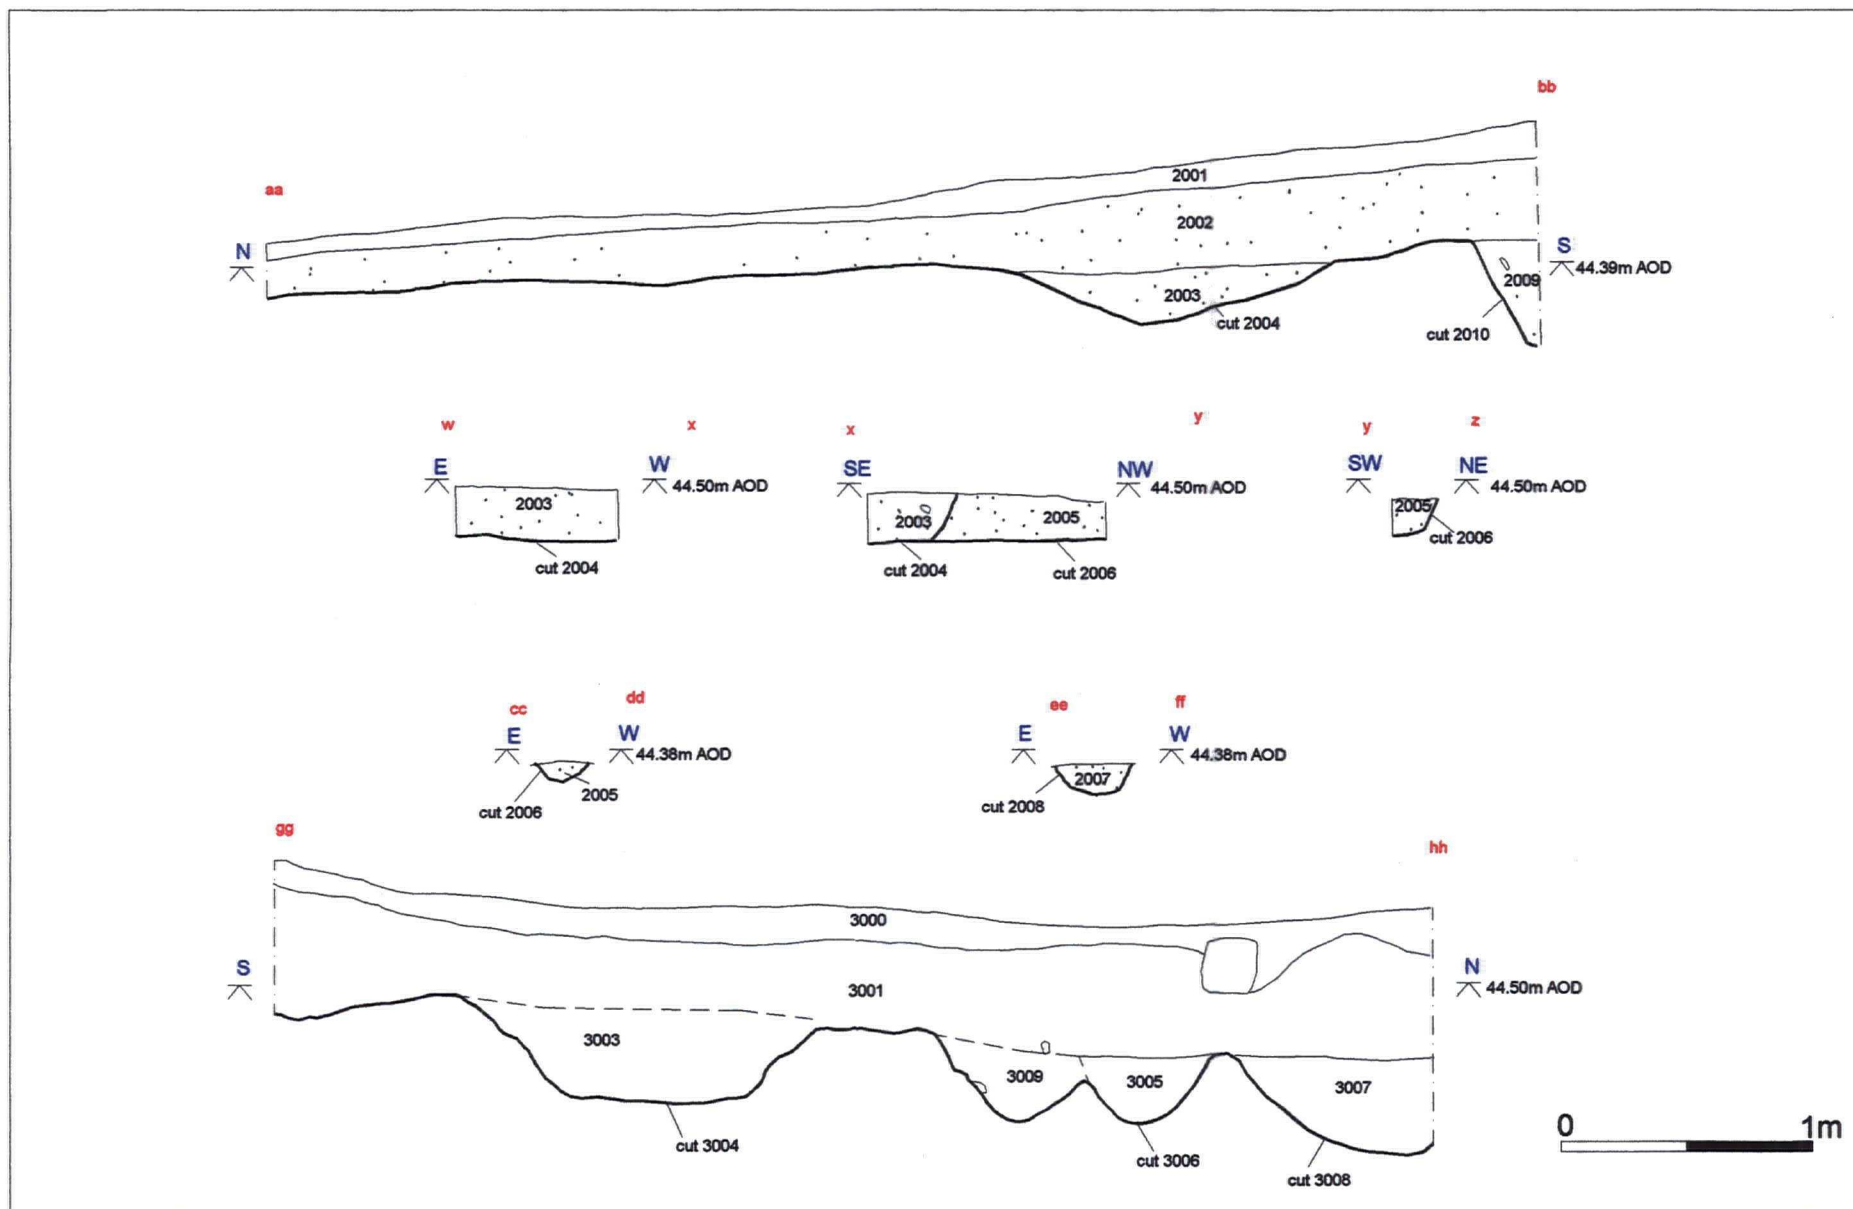 bb
aa
2001
2002
N
S
44.39m AOD
2009
2003
cut 2004
cut 2010
w
x
x
y
y
z
E
W
44.50m AOD
SE
NW
44.50m AOD
SW
NE
44.50m AOD
2003
2003
2005
2005
cut 2004
cut 2004
cut 2006
cut 2006
cc
dd
ee
ff
E
W
44.38m AOD
E
W
44.38m AOD
2005
cut 2006
2007
cut 2008
gg
hh
3000
S
3001
N
44.50m AOD
3003
3009
3005
3007
cut 3004
cut 3006
cut 3008
0
1m